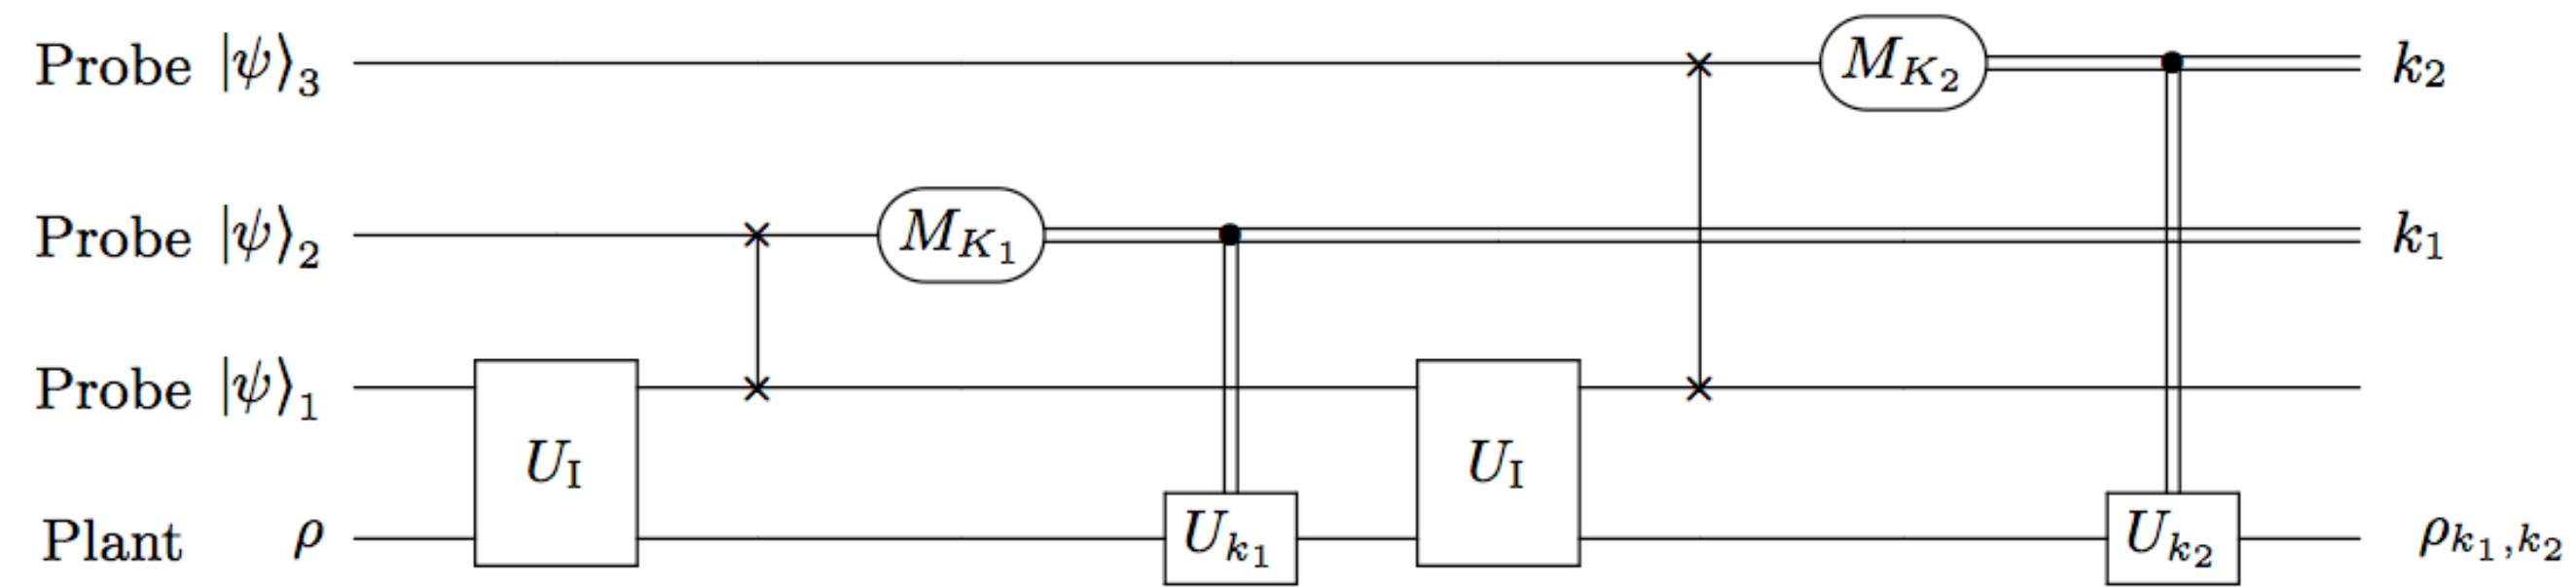 Probe |ψ⟩₃ M_{K₂} k₂
Probe |ψ⟩₂ M_{K₁} k₁
Probe |ψ⟩₁
U_I U_I
Plant ρ U_{k₁} U_{k₂} ρ_{k₁,k₂}